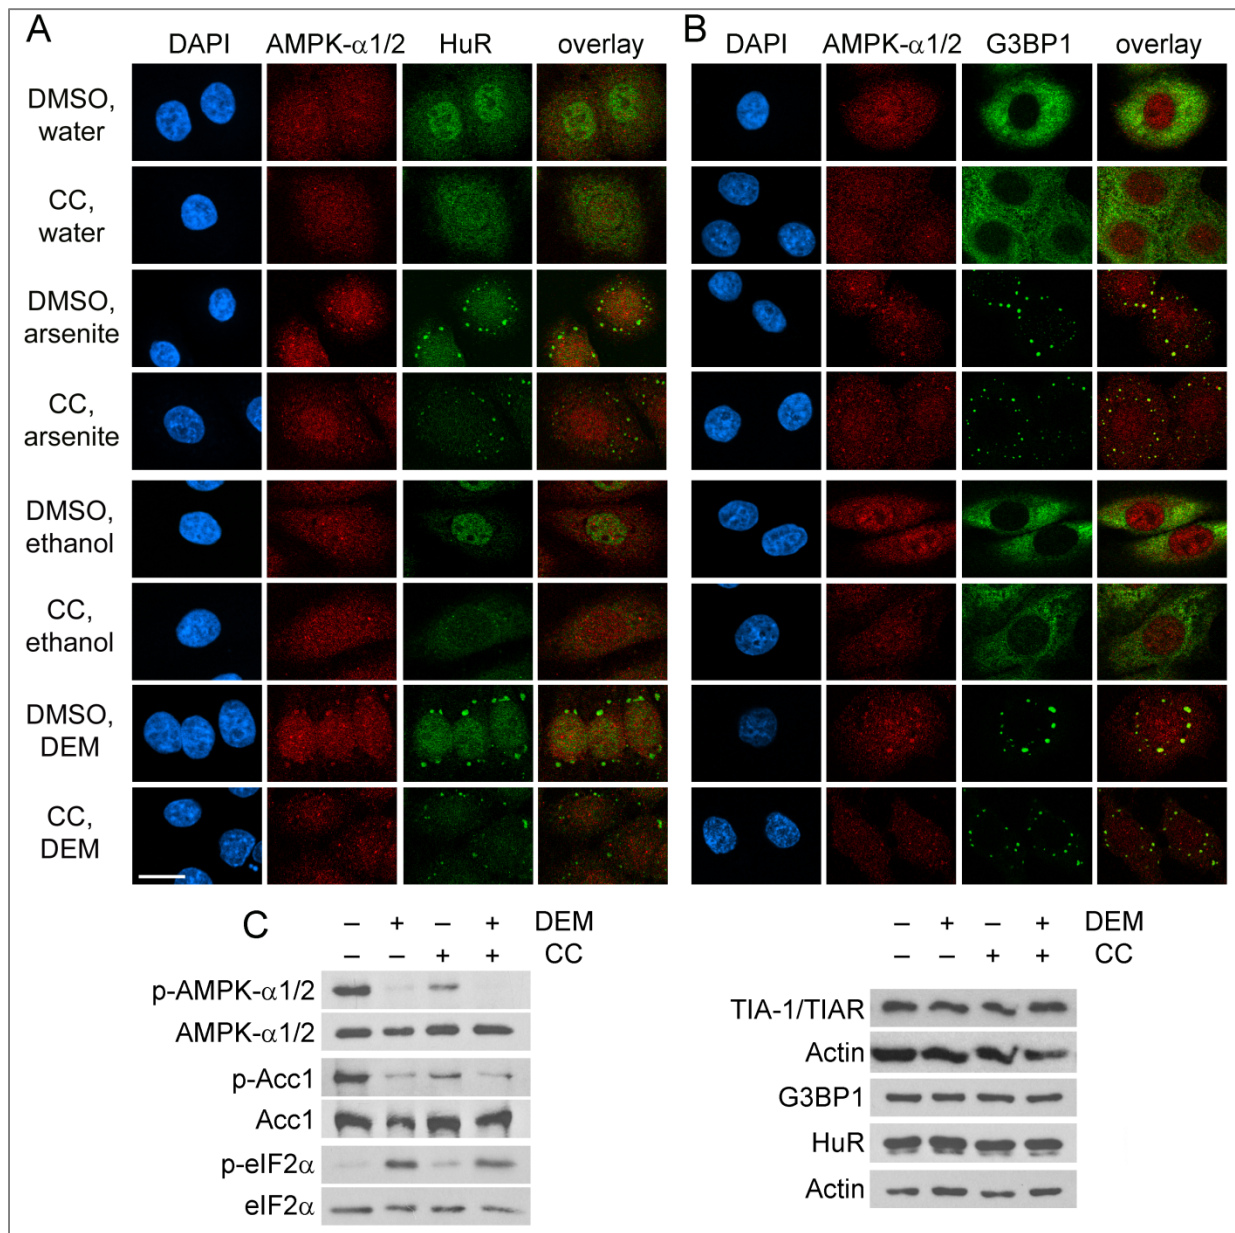 A
B
DAPI AMPK-α1/2 HuR overlay
DAPI AMPK-α1/2 G3BP1 overlay
DMSO,
water
CC,
water
DMSO,
arsenite
CC,
arsenite
DMSO,
ethanol
CC,
ethanol
DMSO,
DEM
CC,
DEM
C
– + – + DEM
– – + + CC
p-AMPK-α1/2
AMPK-α1/2
p-Acc1
Acc1
p-eIF2α
eIF2α
– + – + DEM
– – + + CC
TIA-1/TIAR
Actin
G3BP1
HuR
Actin